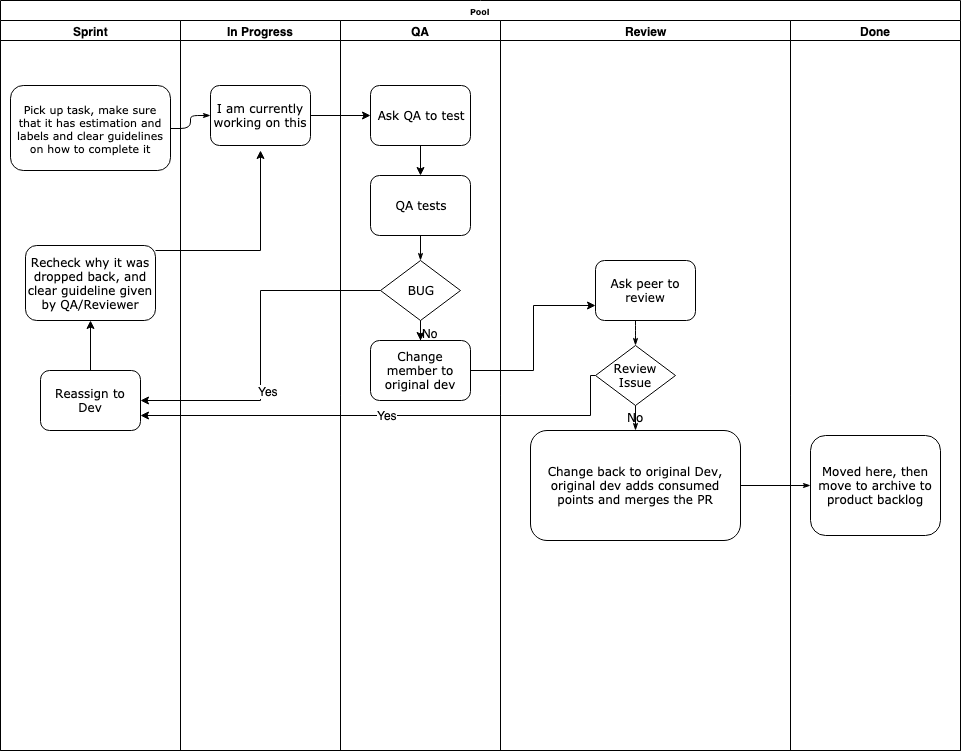 Pool
Sprint
In Progress
QA
Review
Done
Pick up task, make sure
that it has estimation and
labels and clear guidelines
on how to complete it
I am currently
working on this
Ask QA to test
QA tests
BUG
No
Yes
Change
member to
original dev
Recheck why it was
dropped back, and
clear guideline given
by QA/Reviewer
Reassign to
Dev
Ask peer to
review
Review
Issue
Yes
No
Change back to original Dev,
original dev adds consumed
points and merges the PR
Moved here, then
move to archive to
product backlog